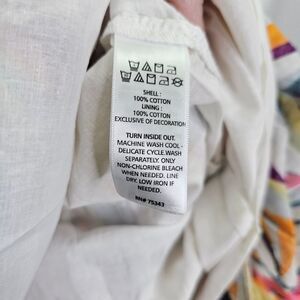 SHELL :
100% COTTON
LINING :
100% COTTON
EXCLUSIVE OF DECORATION
TURN INSIDE OUT.
MACHINE WASH COOL -
DELICATE CYCLE.WASH
SEPARATELY. ONLY
NON-CHLORINE BLEACH
WHEN NEEDED. LINE
DRY. LOW IRON IF
NEEDED.
RN# 75343